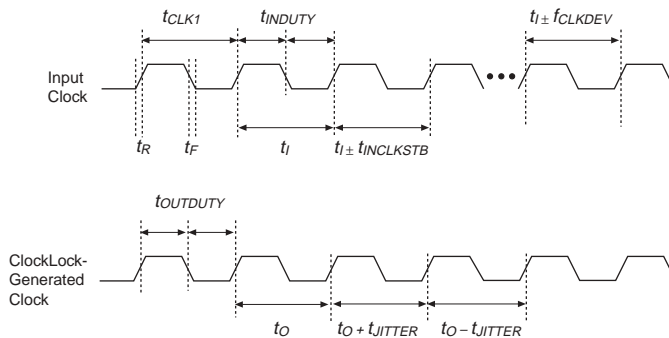 tCLK1 tINDUTY tI ± fCLKDEV
Input
Clock
tR tF tI tI ± tINCLKSTB
tOUTDUTY
ClockLock-
Generated
Clock
tO tO + tJITTER tO – tJITTER